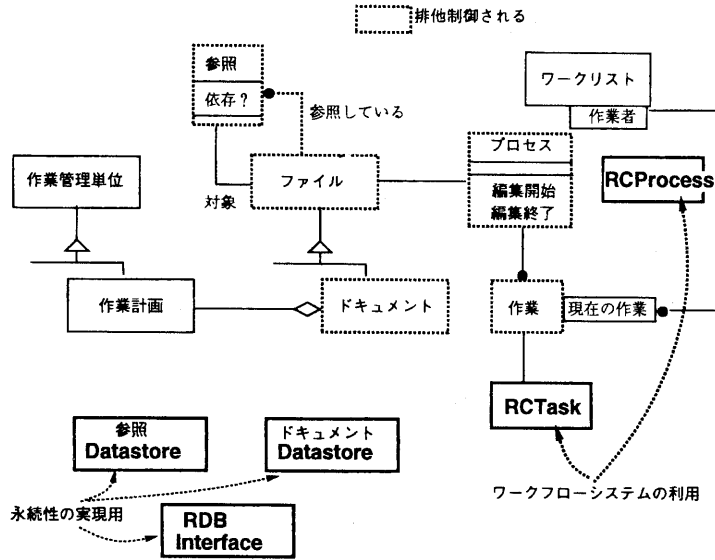 排他制御される
参照
依存?
参照している
ワークリスト
作業者
プロセス
編集開始
編集終了
RCProcess
作業管理単位
ファイル
対象
作業計画
ドキュメント
作業
現在の作業
RCTask
参照
Datastore
ドキュメント
Datastore
ワークフローシステムの利用
永続性の実現用
RDB
Interface